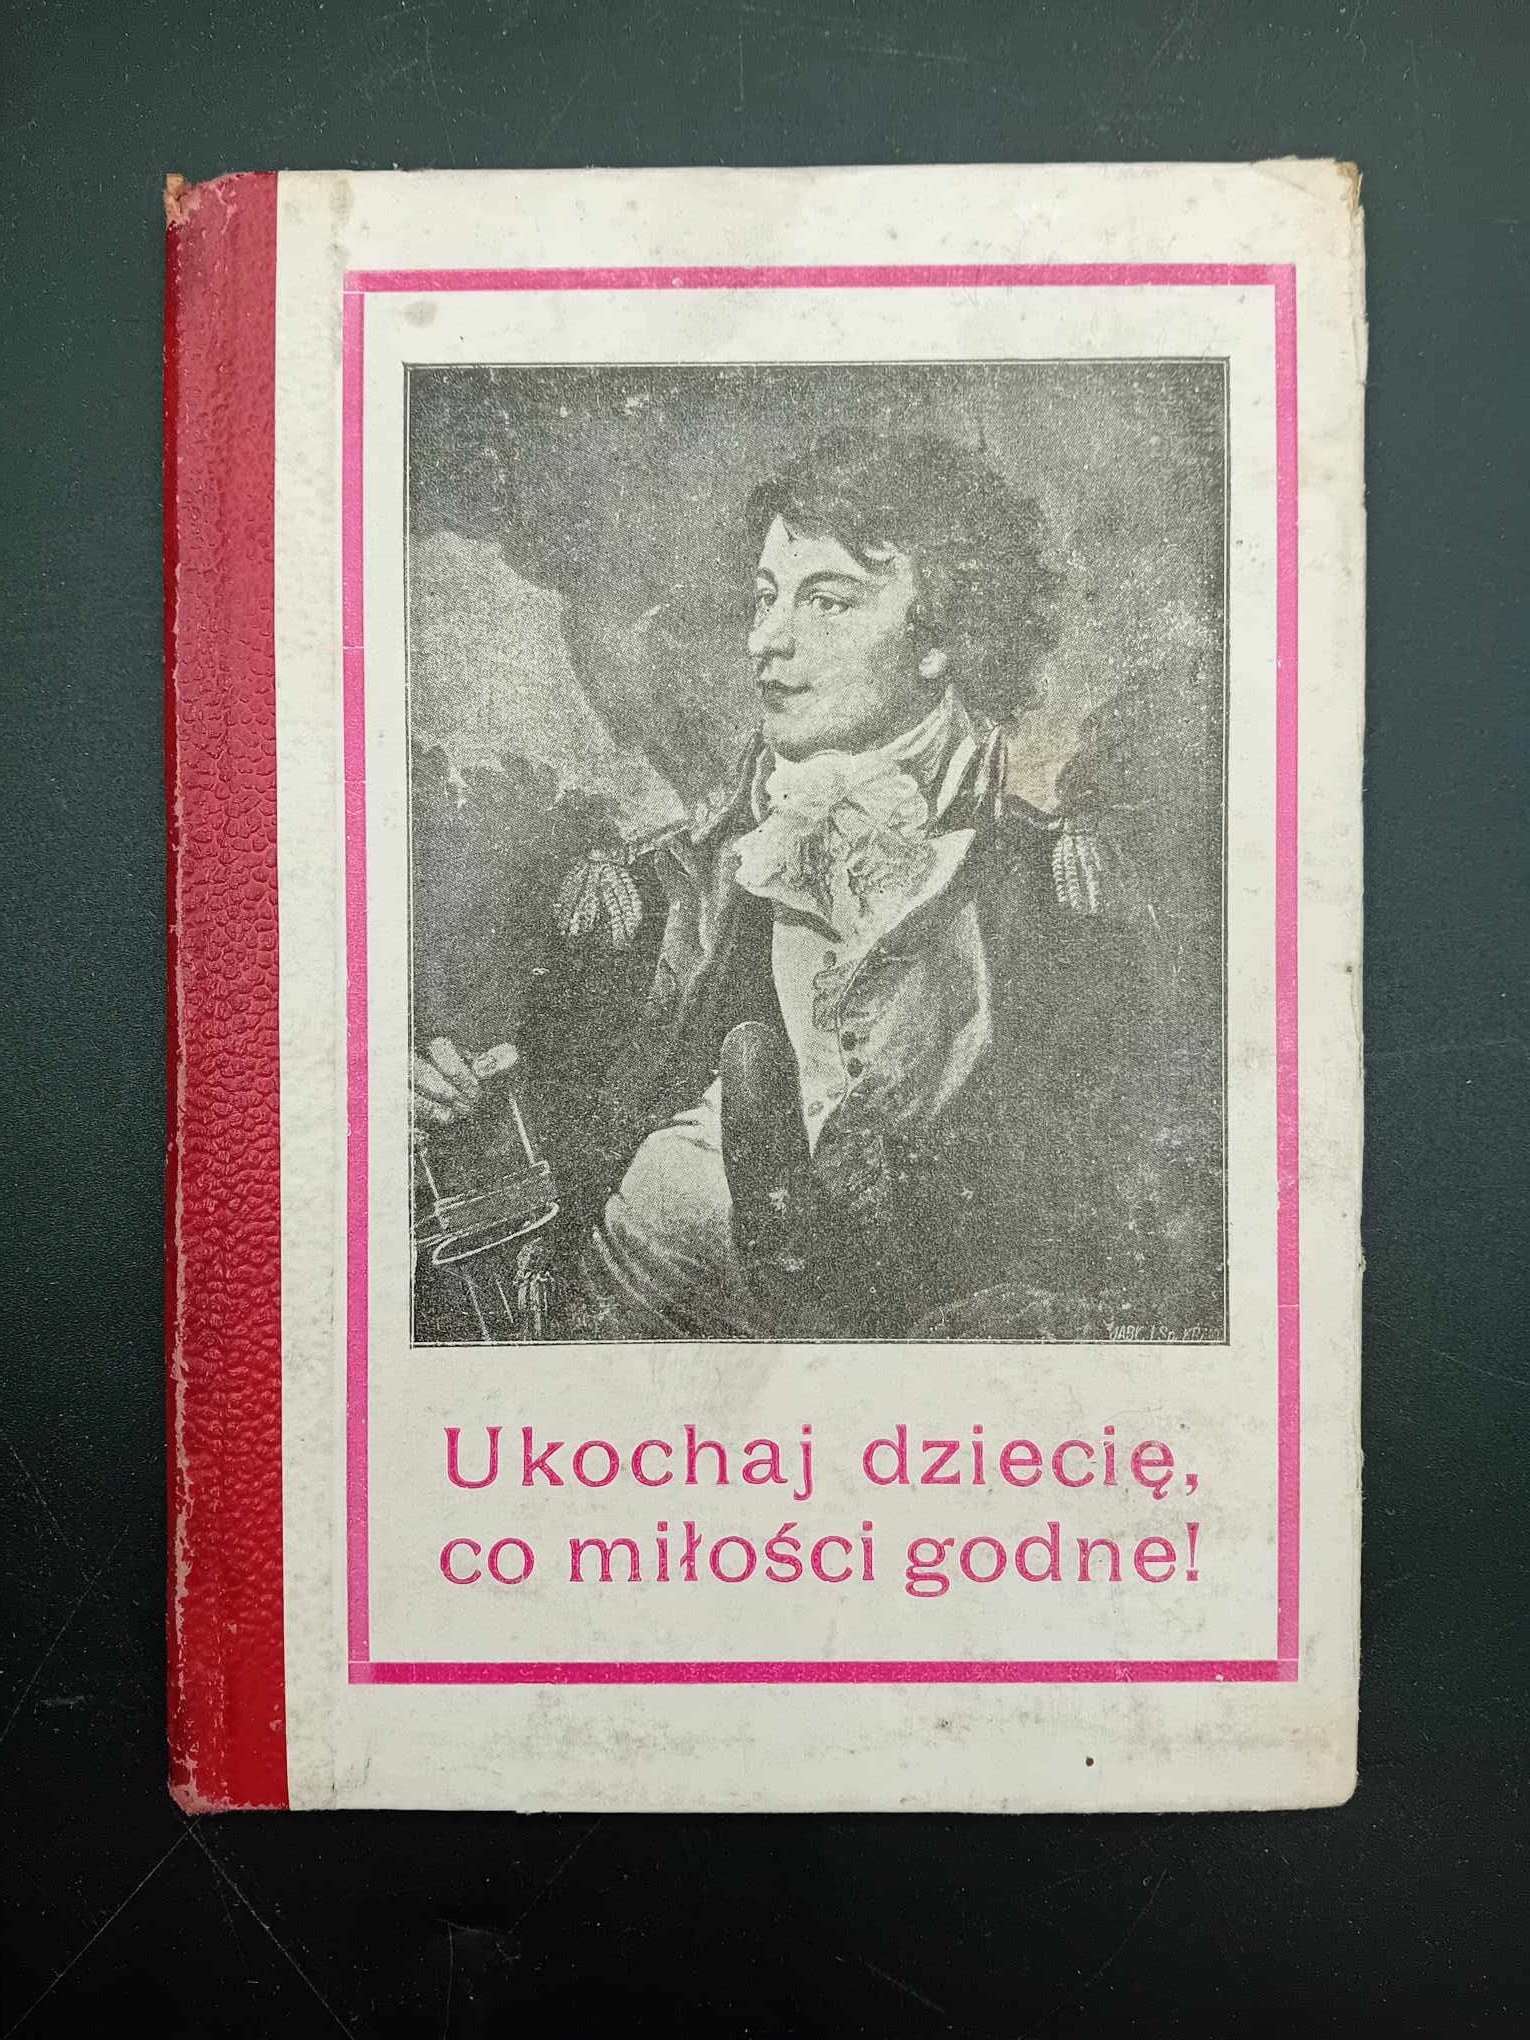 Ukochaj dziecię,
co miłości godne!